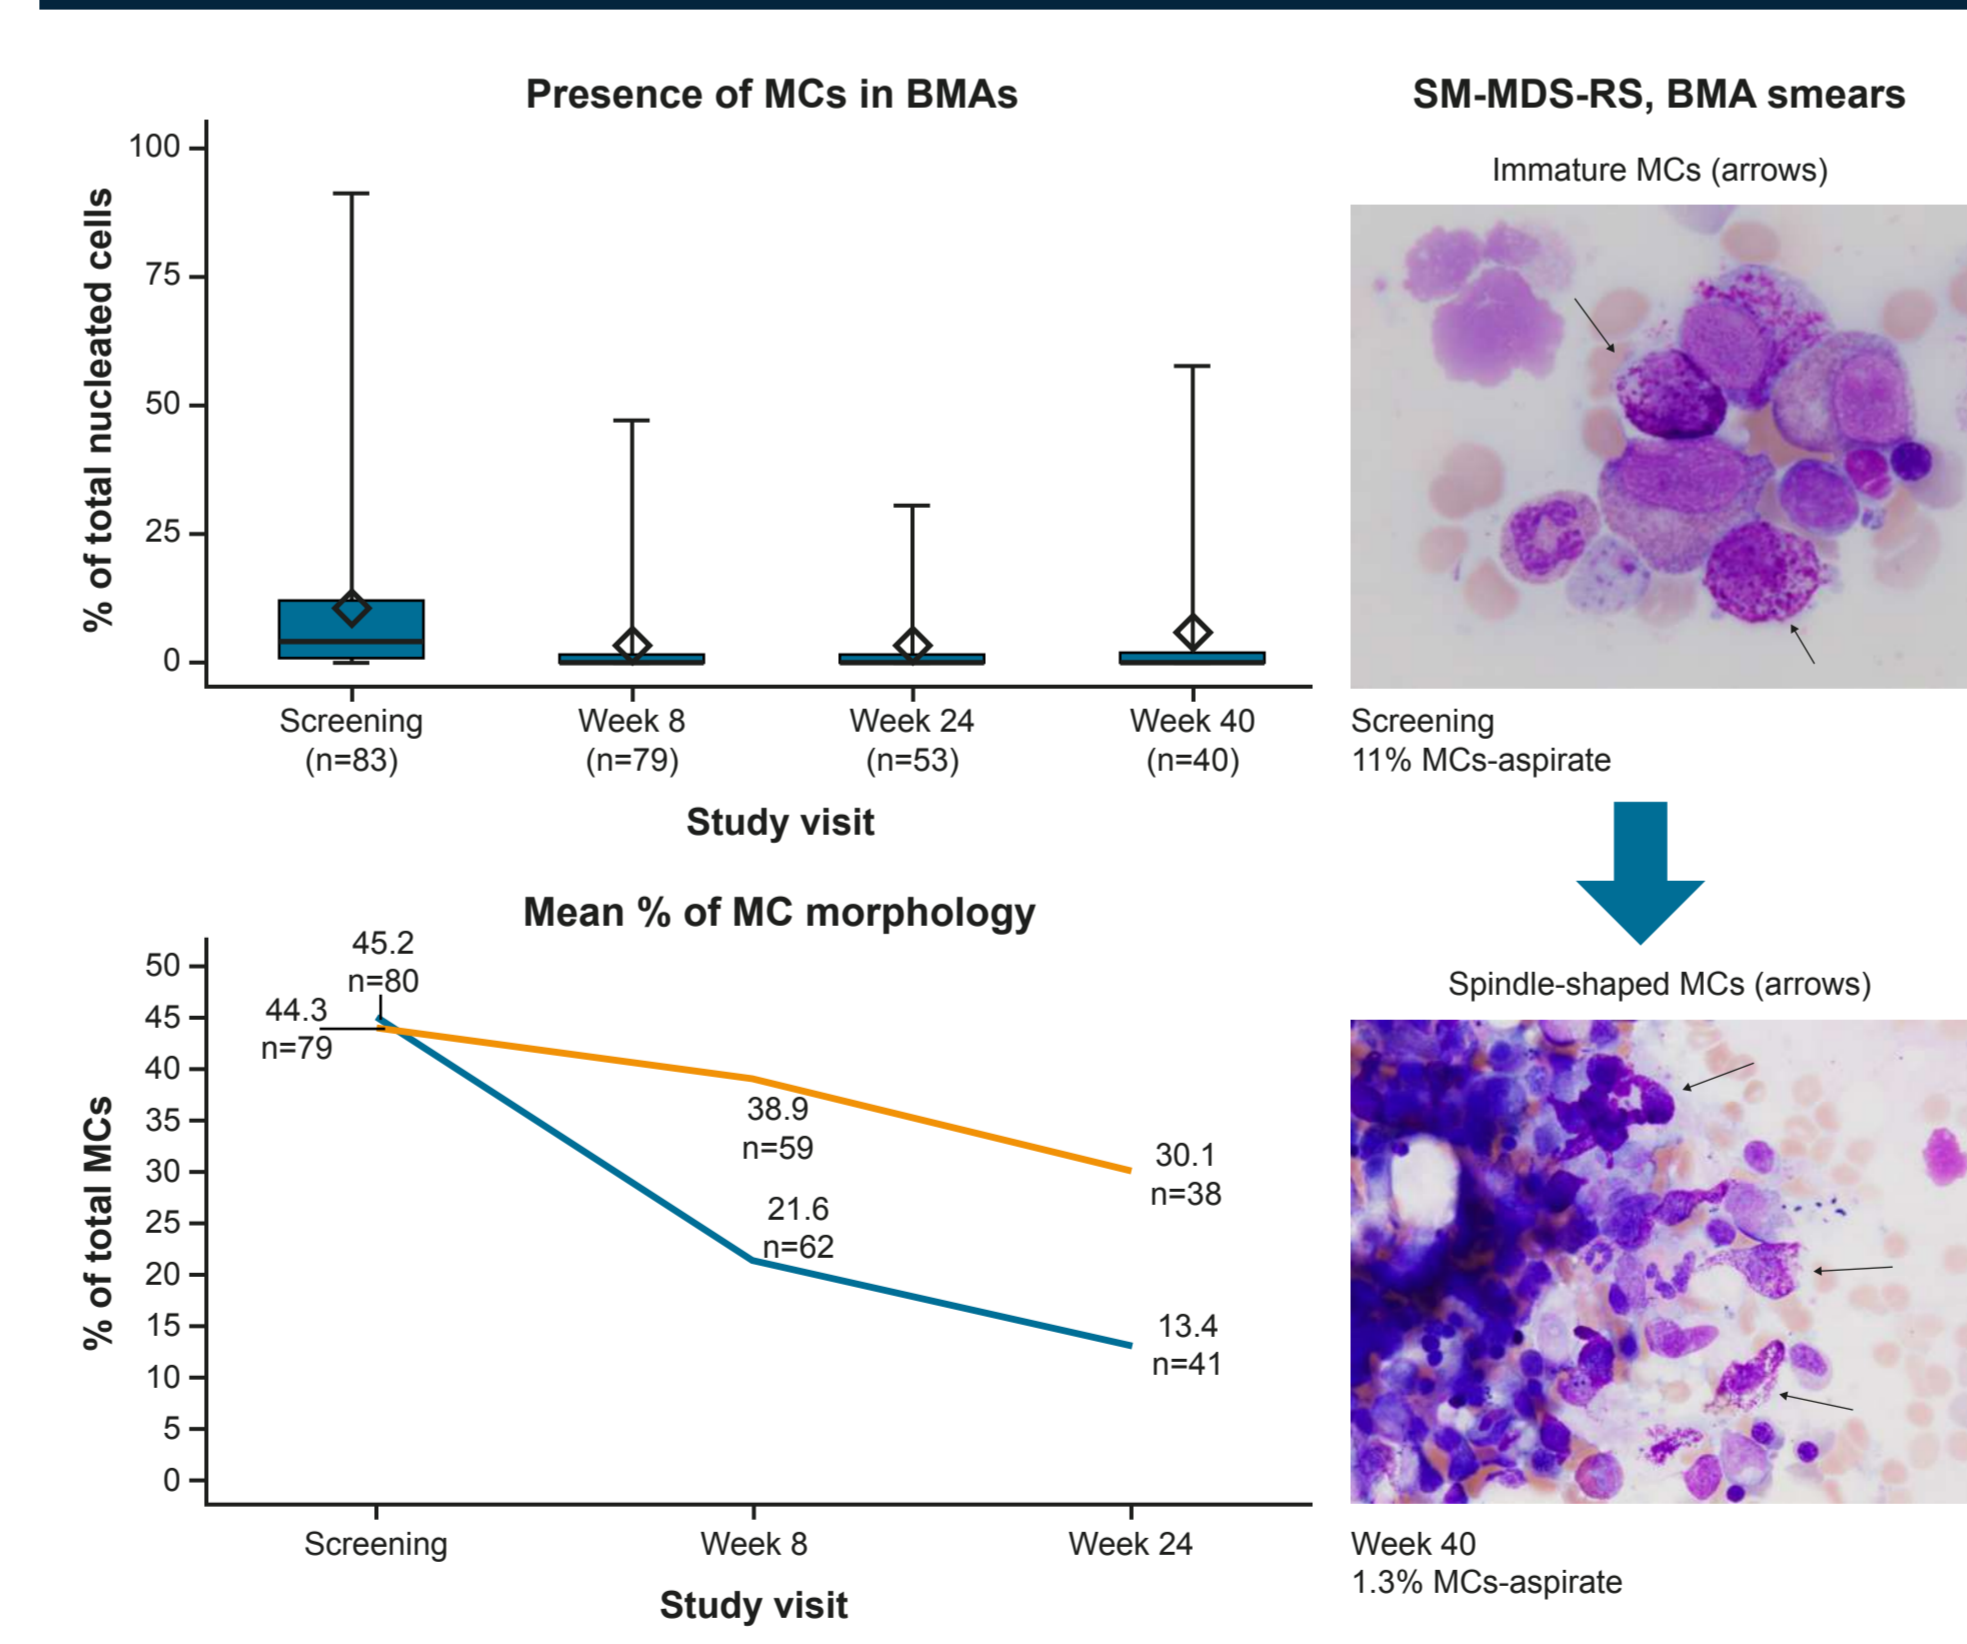 Presence of MCs in BMAs
% of total nucleated cells
100
75
50
25
0
Screening
(n=83)
Week 8
(n=79)
Week 24
(n=53)
Week 40
(n=40)
Study visit
Mean % of MC morphology
% of total MCs
50
45
40
35
30
25
20
15
10
5
0
45.2
n=80
44.3
n=79
38.9
n=59
21.6
n=62
30.1
n=38
13.4
n=41
Screening
Week 8
Week 24
Study visit
SM-MDS-RS, BMA smears
Immature MCs (arrows)
Screening
11% MCs-aspirate
Spindle-shaped MCs (arrows)
Week 40
1.3% MCs-aspirate